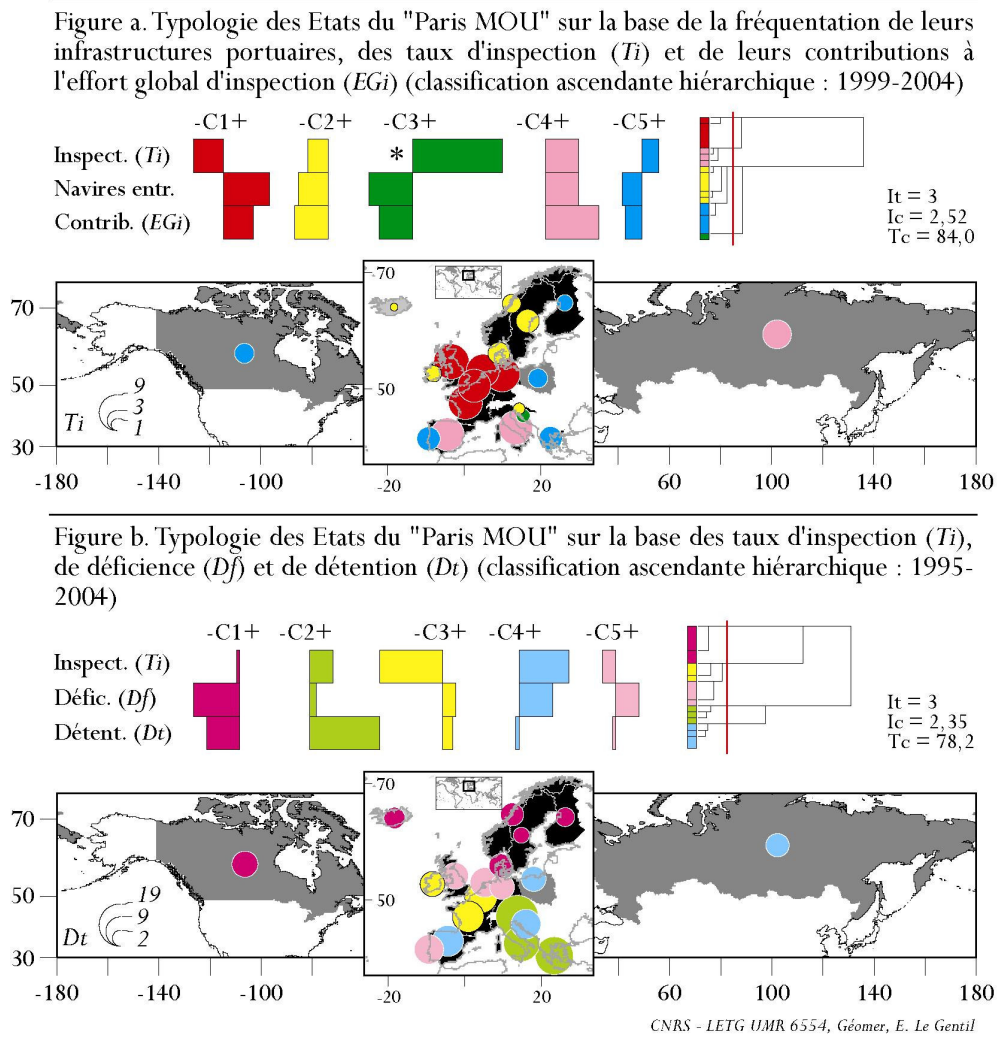 Figure a. Typologie des Etats du "Paris MOU" sur la base de la fréquentation de leurs
infrastructures portuaires, des taux d'inspection (Ti) et de leurs contributions à
l'effort global d'inspection (EGi) (classification ascendante hiérarchique : 1999-2004)
-C1+ -C2+ -C3+ -C4+ -C5+
Inspect. (Ti) *
Navires entr.
Contrib. (EGi)
It = 3
Ic = 2,52
Tc = 84,0
-70
70
50
50
30
9
3
1
Ti
-20 20
-180 -140 -100 60 100 140 180
Figure b. Typologie des Etats du "Paris MOU" sur la base des taux d'inspection (Ti),
de déficience (Df) et de détention (Dt) (classification ascendante hiérarchique : 1995-
2004)
-C1+ -C2+ -C3+ -C4+ -C5+
Inspect. (Ti)
Défic. (Df)
Détent. (Dt)
It = 3
Ic = 2,35
Tc = 78,2
-70
70
50
50
30
19
9
2
Dt
-20 20
-180 -140 -100 60 100 140 180
CNRS - LETG UMR 6554, Géomer, E. Le Gentil